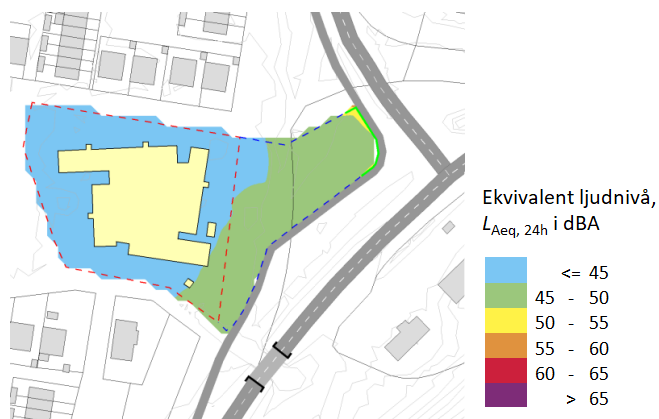 Ekvivalent ljudnivå,
LAeq, 24h i dBA
<= 45
45 - 50
50 - 55
55 - 60
60 - 65
> 65